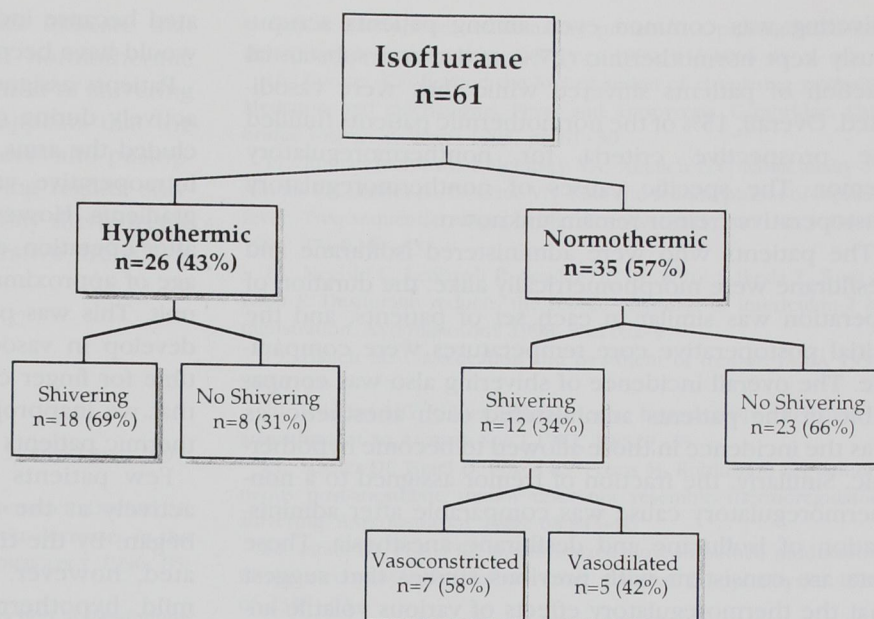 Isoflurane
n=61
Hypothermic
n=26 (43%)
Normothermic
n=35 (57%)
Shivering
n=18 (69%)
No Shivering
n=8 (31%)
Shivering
n=12 (34%)
No Shivering
n=23 (66%)
Vasoconstricted
n=7 (58%)
Vasodilated
n=5 (42%)